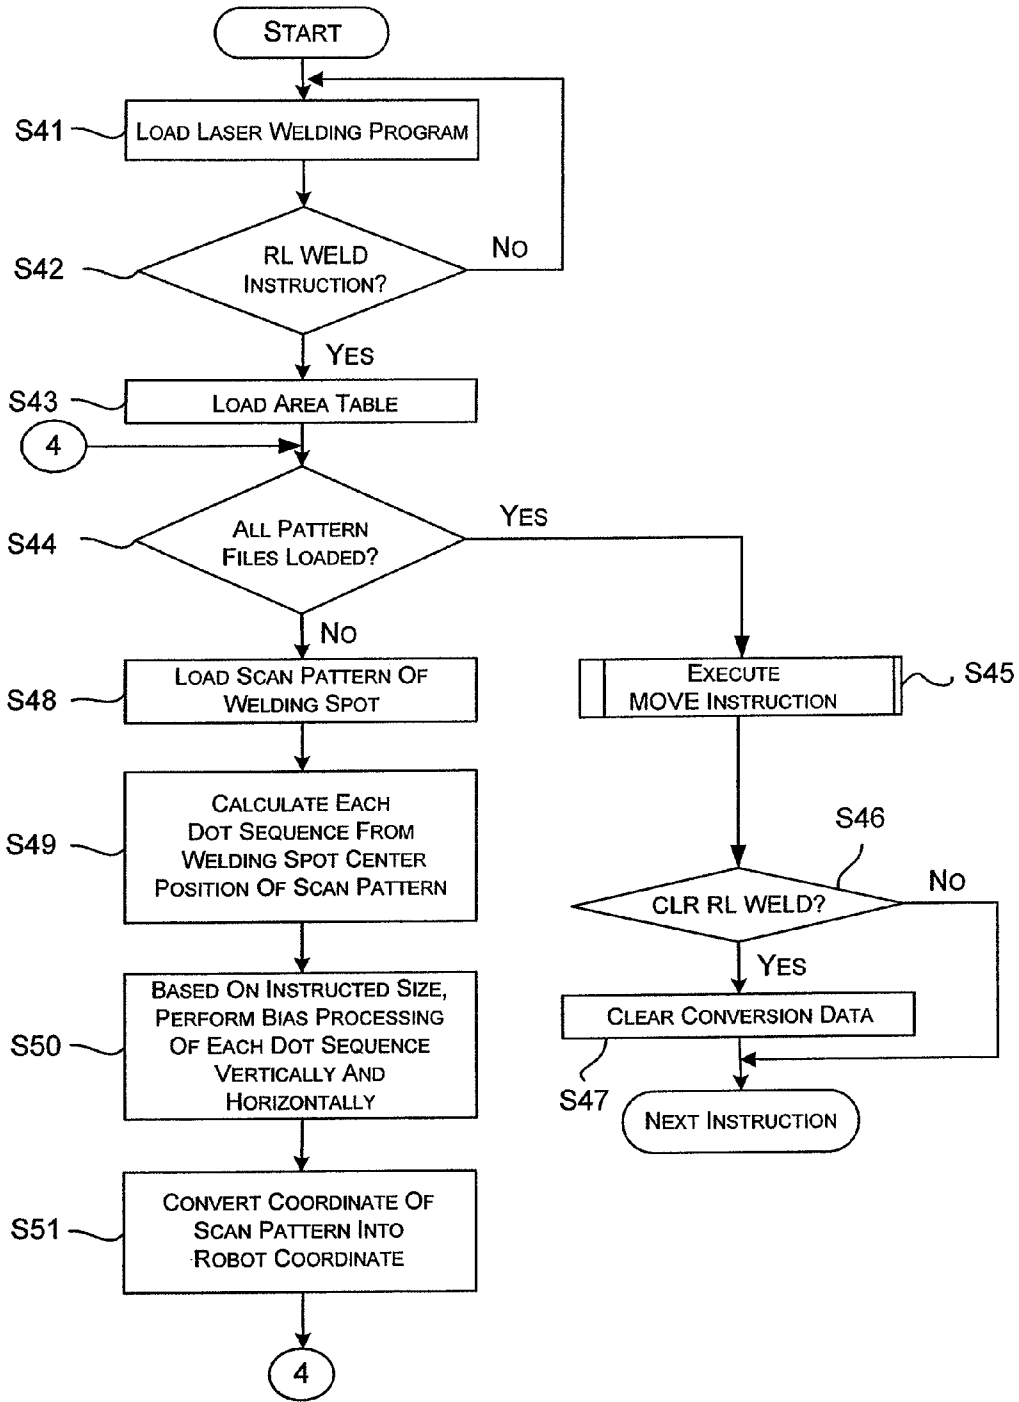 START
S41
LOAD LASER WELDING PROGRAM
S42
RL WELD
INSTRUCTION?
NO
YES
S43
LOAD AREA TABLE
4
S44
ALL PATTERN
FILES LOADED?
YES
NO
S48
LOAD SCAN PATTERN OF
WELDING SPOT
EXECUTE
MOVE INSTRUCTION
S45
S49
CALCULATE EACH
DOT SEQUENCE FROM
WELDING SPOT CENTER
POSITION OF SCAN PATTERN
S46
CLR RL WELD?
NO
YES
S50
BASED ON INSTRUCTED SIZE,
PERFORM BIAS PROCESSING
OF EACH DOT SEQUENCE
VERTICALLY AND
HORIZONTALLY
CLEAR CONVERSION DATA
S47
NEXT INSTRUCTION
S51
CONVERT COORDINATE OF
SCAN PATTERN INTO
ROBOT COORDINATE
4